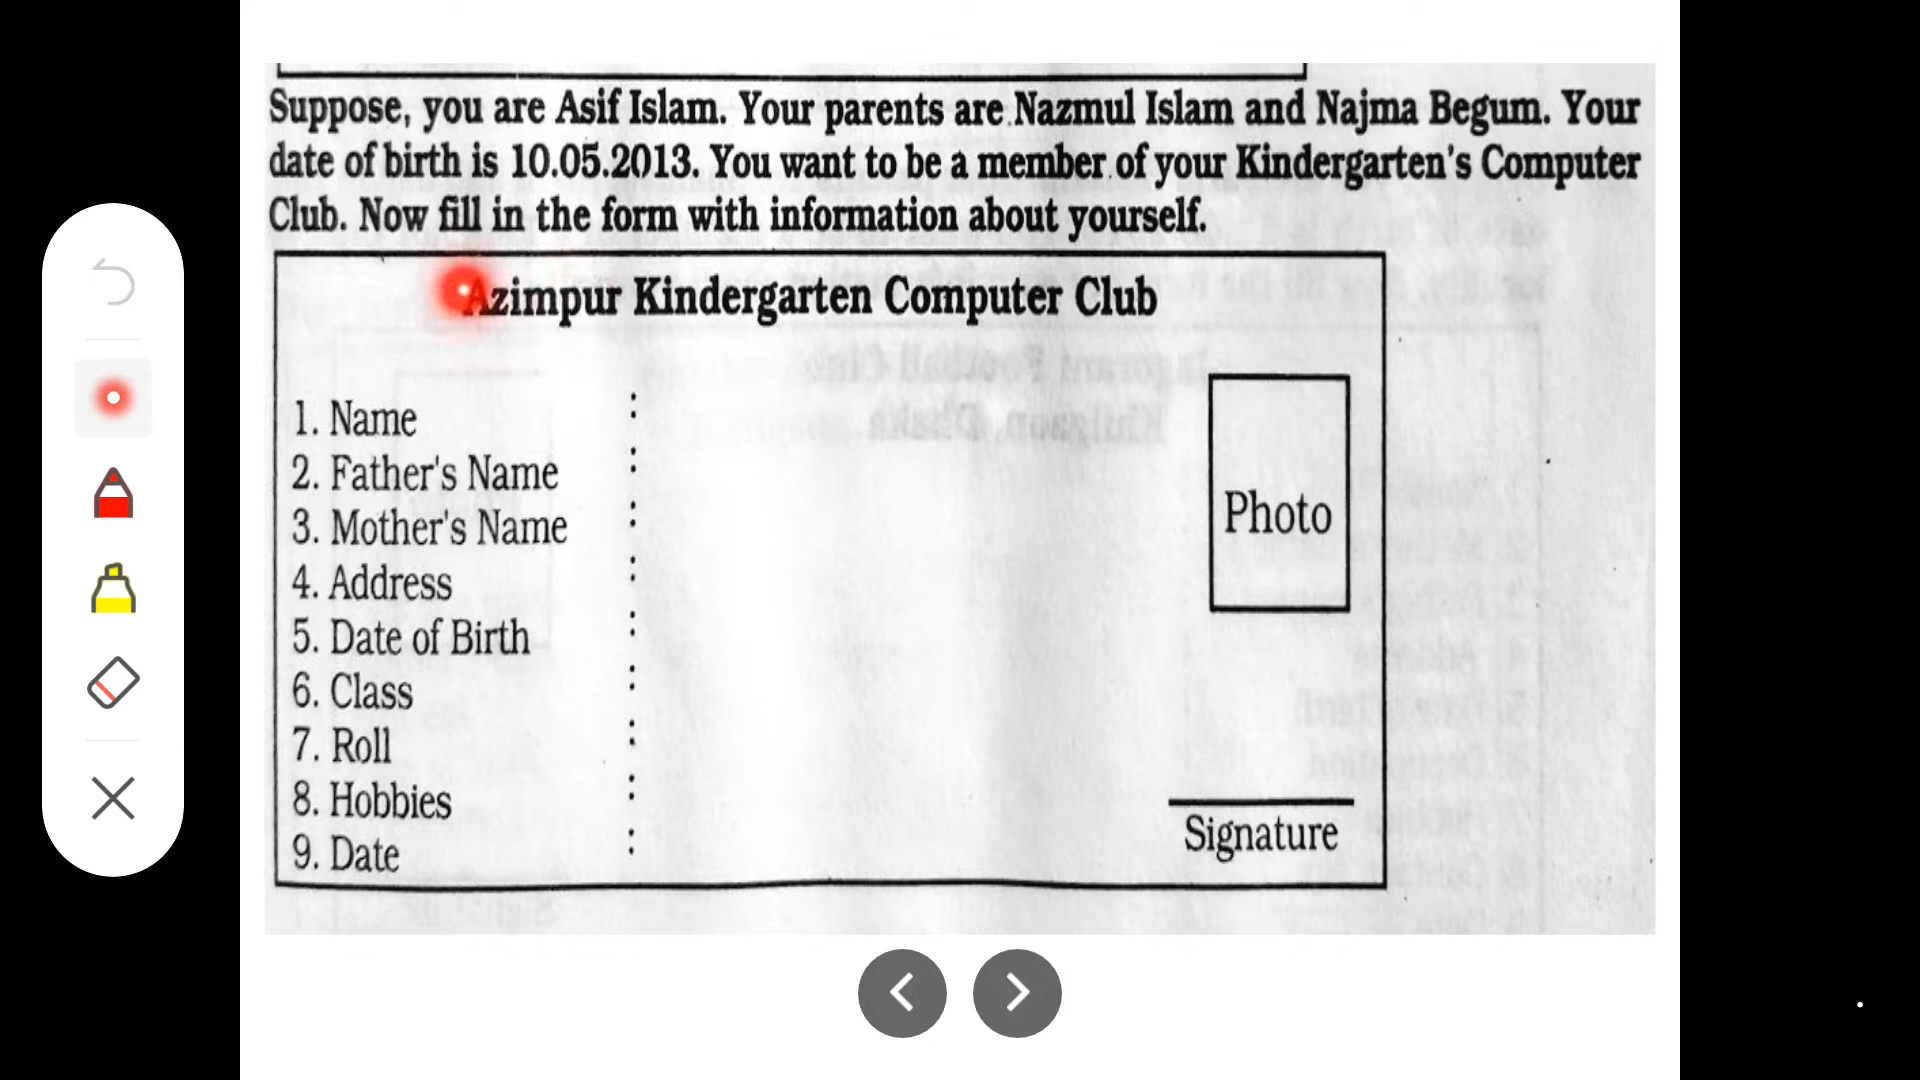 Suppose, you are Asif Islam. Your parents are Nazmul Islam and Najma Begum. Your
date of birth is 10.05.2013. You want to be a member of your Kindergarten's Computer
Club. Now fill in the form with information about yourself.
Azimpur Kindergarten Computer Club
1. Name :
2. Father's Name :
3. Mother's Name :
4. Address :
5. Date of Birth :
6. Class :
7. Roll :
8. Hobbies :
9. Date :
Photo
Signature